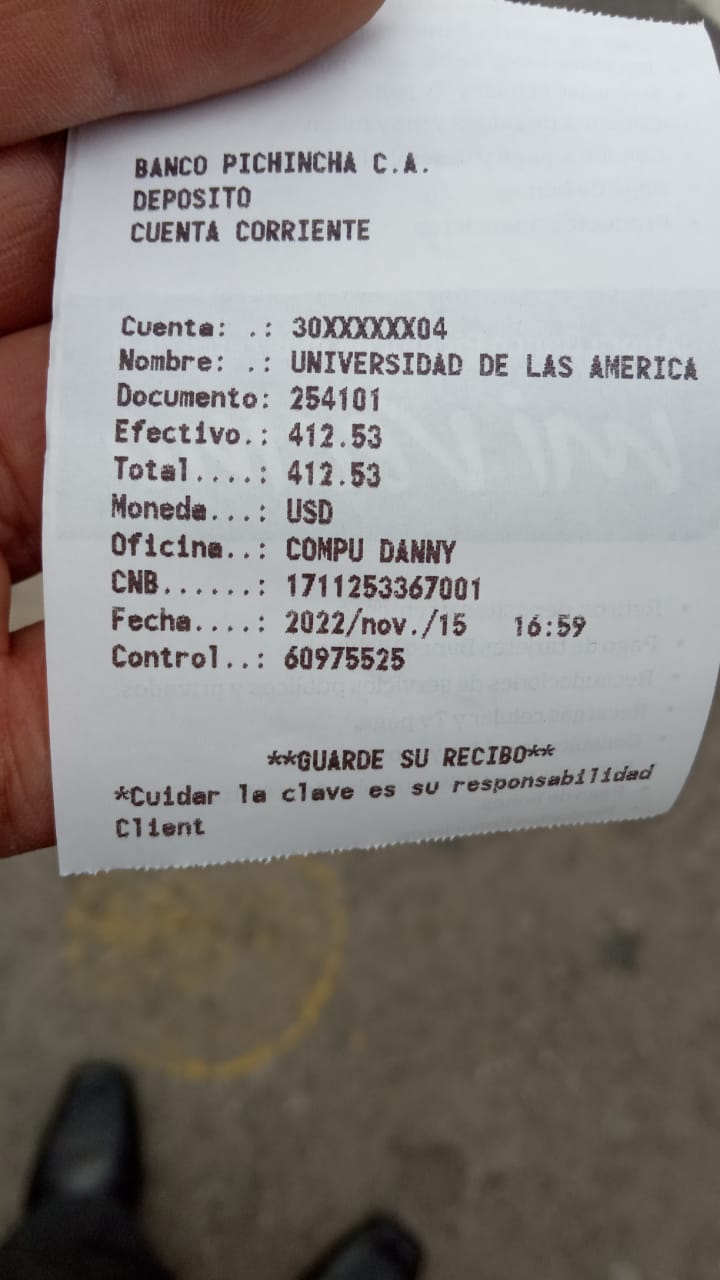 BANCO PICHINCHA C.A.
DEPOSITO
CUENTA CORRIENTE
Cuenta: .: 30XXXXXX04
Nombre: .: UNIVERSIDAD DE LAS AMERICA
Documento: 254101
Efectivo.: 412.53
Total....: 412.53
Moneda...: USD
Oficina..: COMPU DANNY
CNB......: 1711253367001
Fecha....: 2022/nov./15 16:59
Control..: 60975525
**GUARDE SU RECIBO**
*Cuidar la clave es su responsabilidad
Client